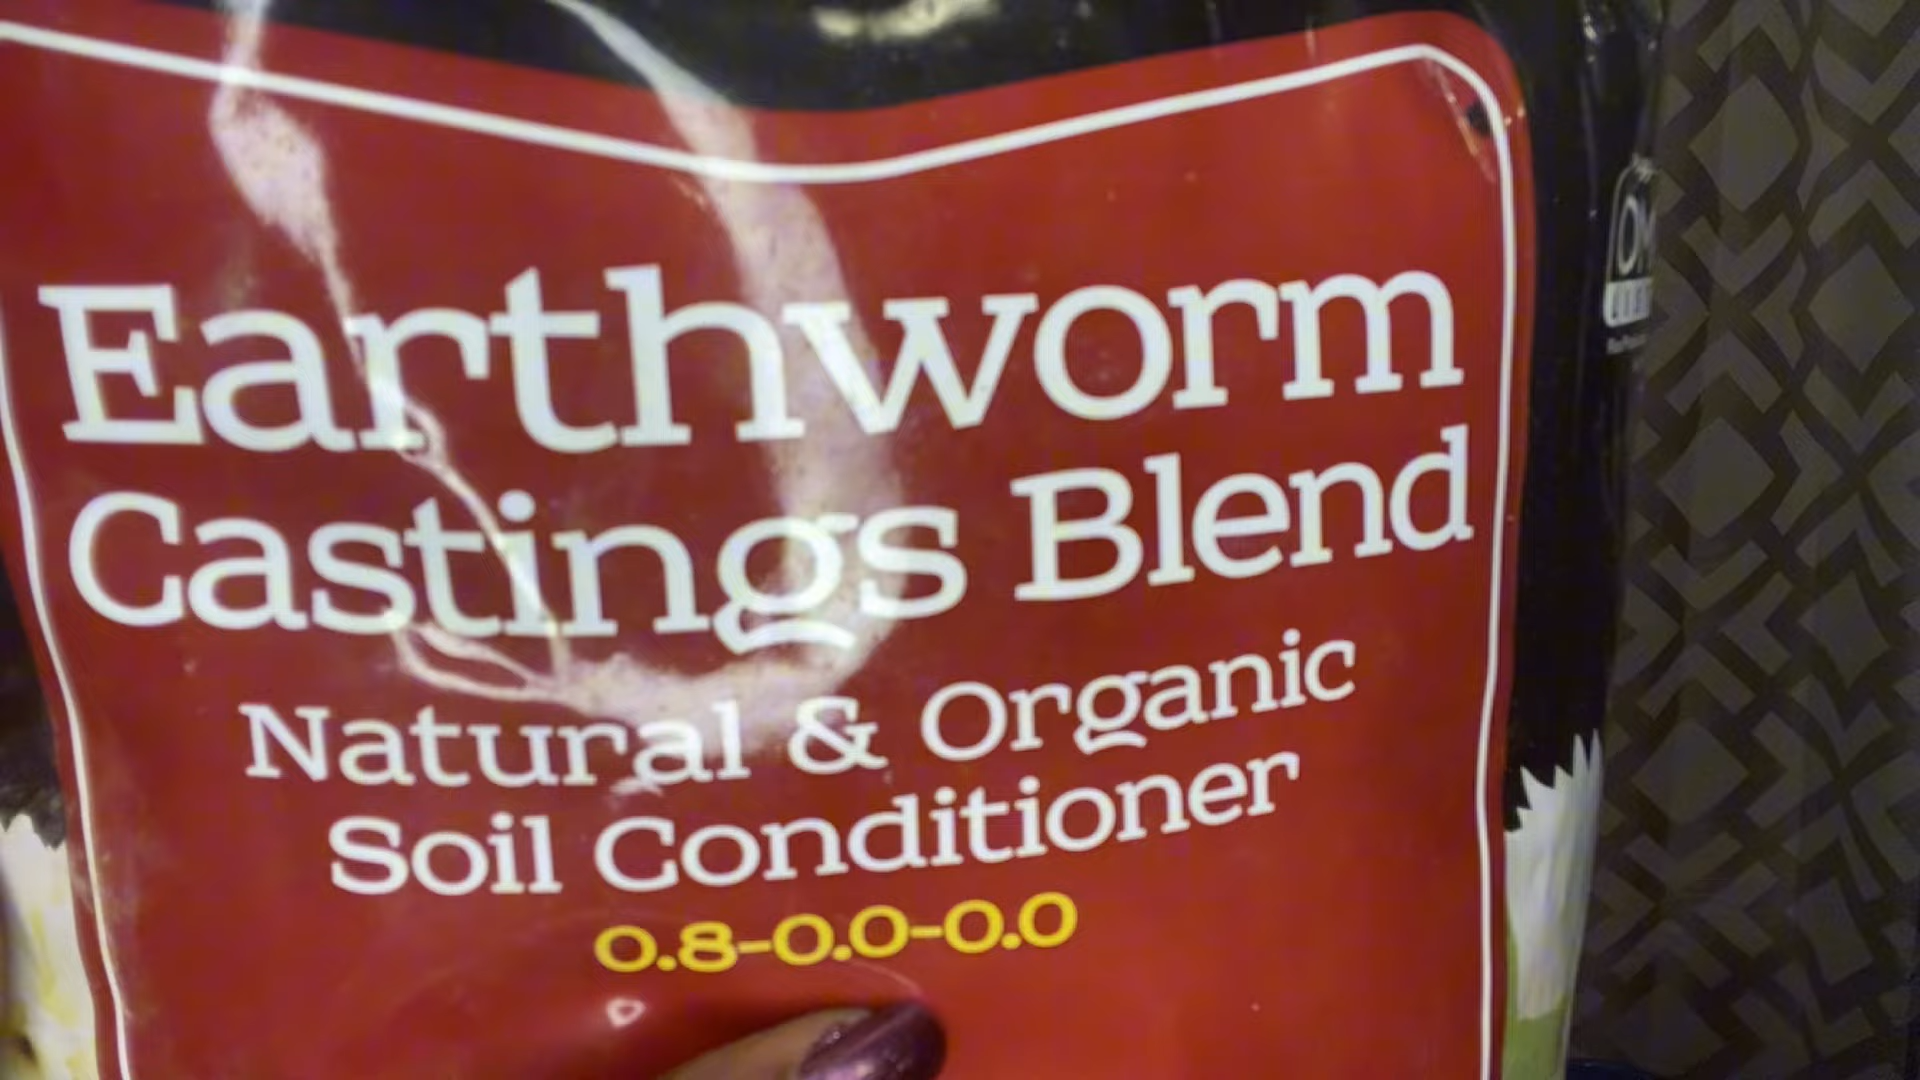 Earthworm
Castings Blend
Natural & Organic
Soil Conditioner
0.8-0.0-0.0